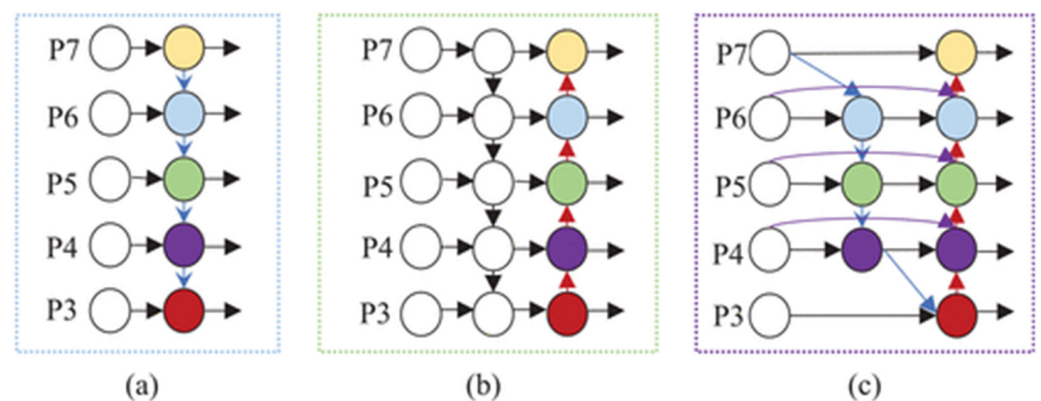 P7 P7 P7
P6 P6 P6
P5 P5 P5
P4 P4 P4
P3 P3 P3
(a) (b) (c)